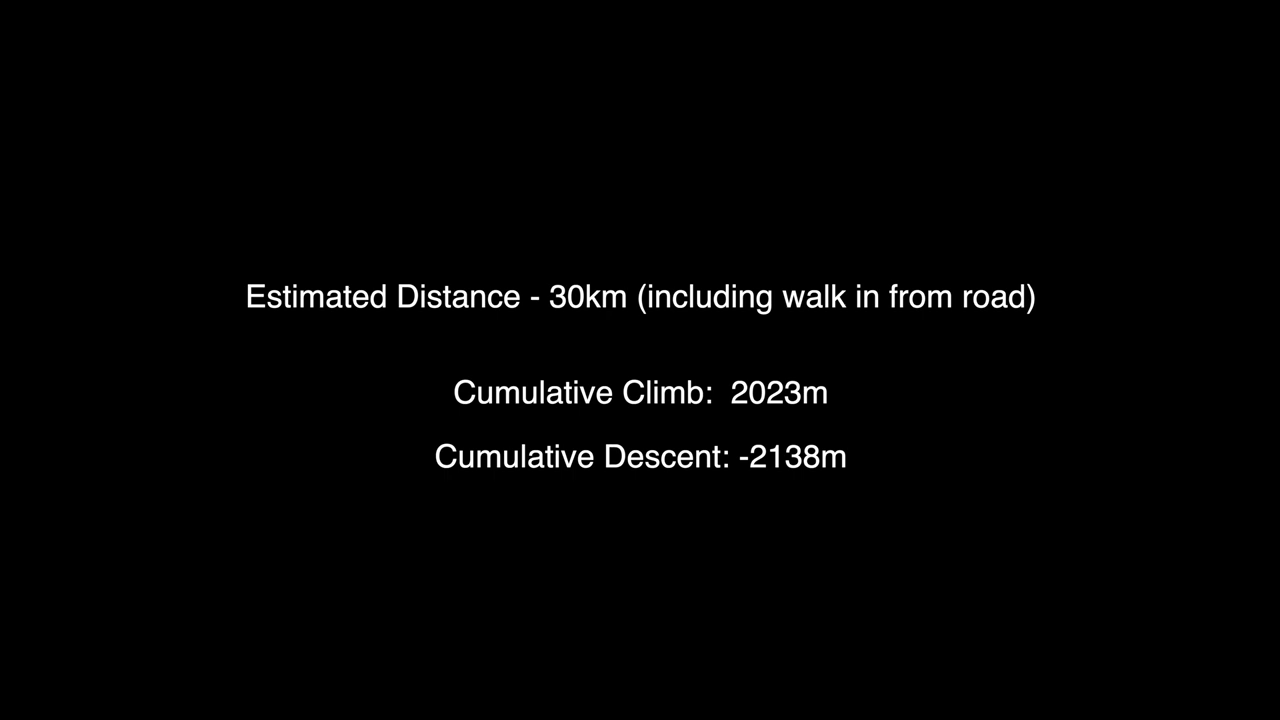 Estimated Distance - 30km (including walk in from road)
Cumulative Climb:  2023m
Cumulative Descent: -2138m